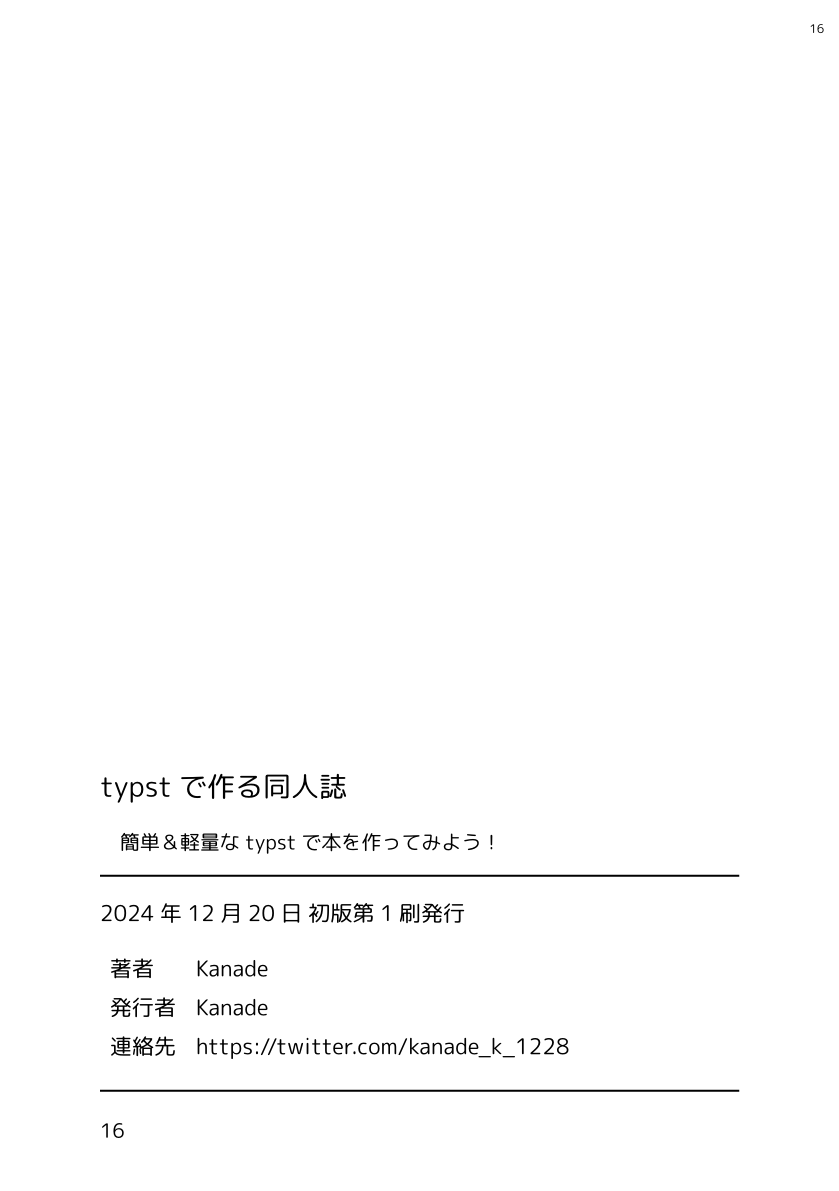 16
typst で作る同人誌
簡単＆軽量な typst で本を作ってみよう！
2024 年 12 月 20 日 初版第 1 刷発行
著者 Kanade
発行者 Kanade
連絡先 https://twitter.com/kanade_k_1228
16